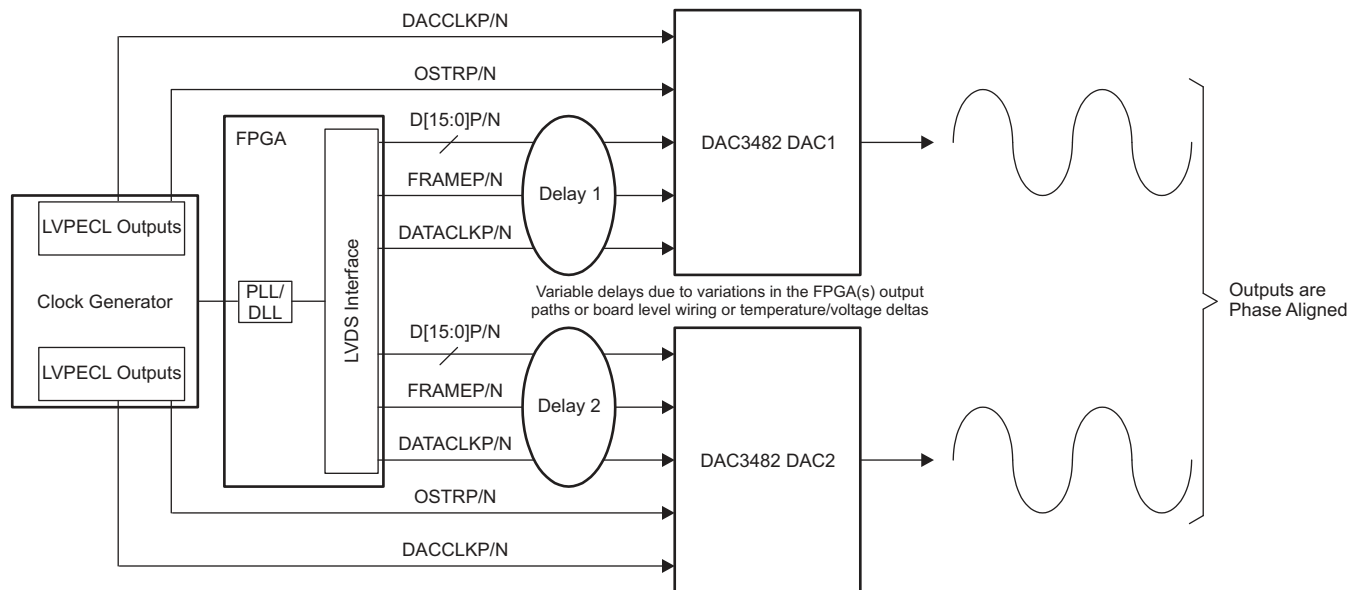 DACCLKP/N
OSTRP/N
D[15:0]P/N
FPGA
DAC3482 DAC1
FRAMEP/N
Delay 1
LVPECL Outputs
DATACLKP/N
Clock Generator
PLL/
DLL
LVDS Interface
Variable delays due to variations in the FPGA(s) output
paths or board level wiring or temperature/voltage deltas
Outputs are
Phase Aligned
D[15:0]P/N
LVPECL Outputs
FRAMEP/N
Delay 2
DATACLKP/N
DAC3482 DAC2
OSTRP/N
DACCLKP/N